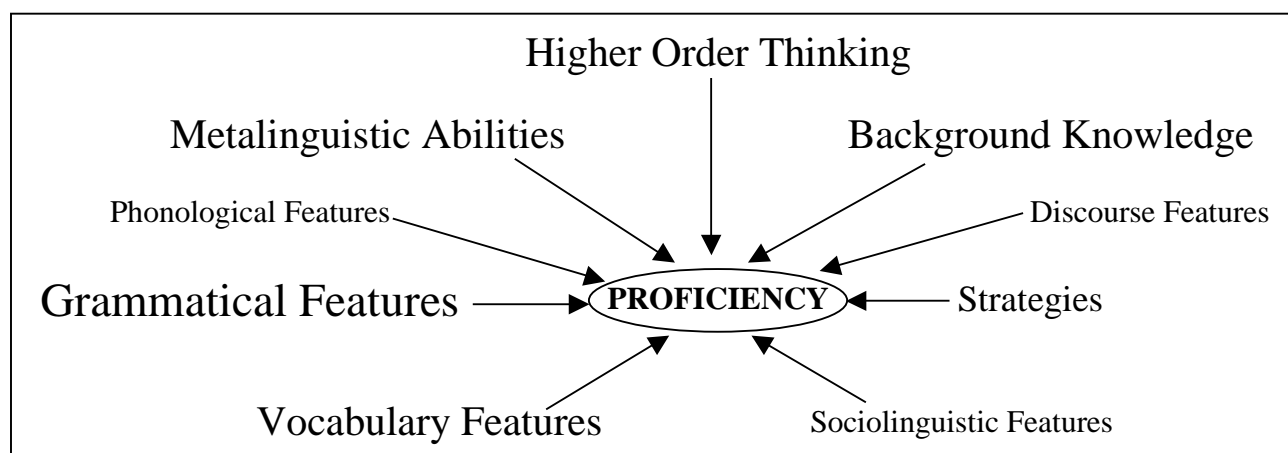 Higher Order Thinking
Metalinguistic Abilities
Background Knowledge
Phonological Features
Discourse Features
Grammatical Features
PROFICIENCY
Strategies
Vocabulary Features
Sociolinguistic Features